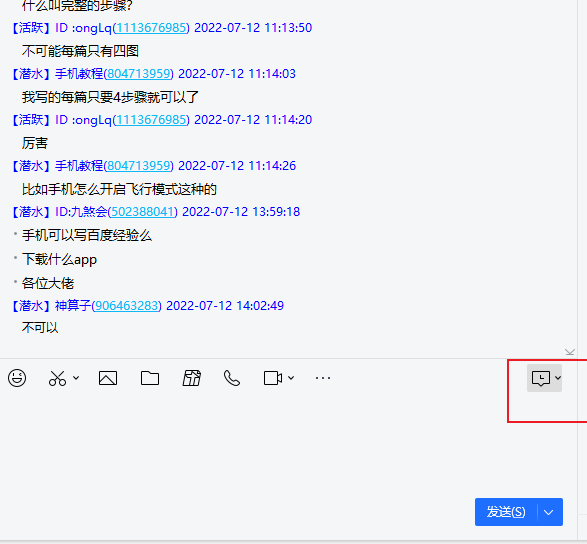 什么叫完整的步骤？
【活跃】ID :ongLq(1113676985) 2022-07-12 11:13:50
不可能每篇只有四图
【潜水】手机教程(804713959) 2022-07-12 11:14:03
我写的每篇只要4步骤就可以了
【活跃】ID :ongLq(1113676985) 2022-07-12 11:14:20
厉害
【潜水】手机教程(804713959) 2022-07-12 11:14:26
比如手机怎么开启飞行模式这种的
【潜水】ID:九煞会(502388041) 2022-07-12 13:59:18
手机可以写百度经验么
下载什么app
各位大佬
【潜水】神算子(906463283) 2022-07-12 14:02:49
不可以
发送(S)